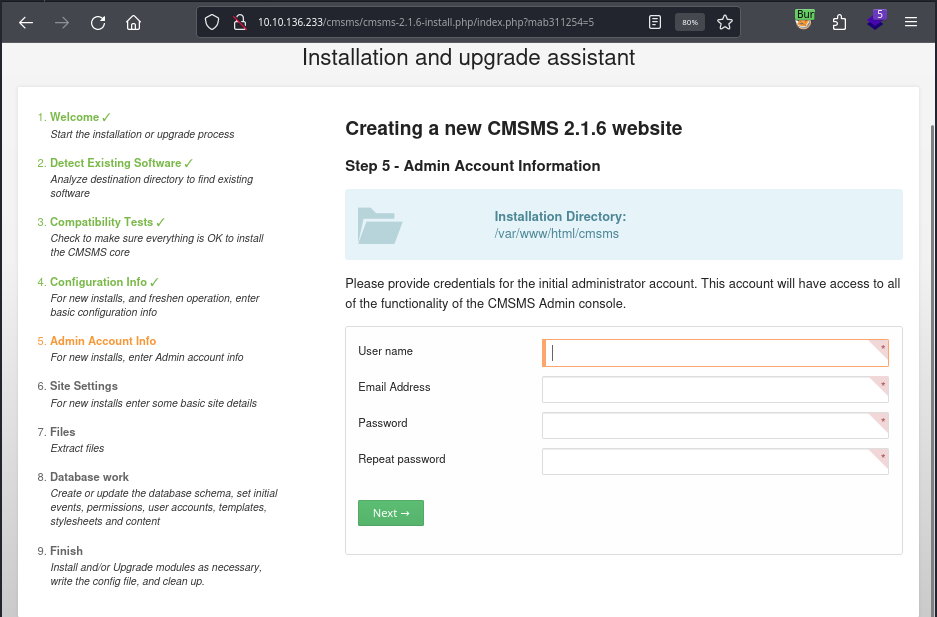 10.10.136.233/cmsms/cmsms-2.1.6-install.php/index.php?mab311254=5
80%
Bur
5
Installation and upgrade assistant
1. Welcome ✓
Start the installation or upgrade process
2. Detect Existing Software ✓
Analyze destination directory to find existing
software
3. Compatibility Tests ✓
Check to make sure everything is OK to install
the CMSMS core
4. Configuration Info ✓
For new installs, and freshen operation, enter
basic configuration info
5. Admin Account Info
For new installs, enter Admin account info
6. Site Settings
For new installs enter some basic site details
7. Files
Extract files
8. Database work
Create or update the database schema, set initial
events, permissions, user accounts, templates,
stylesheets and content
9. Finish
Install and/or Upgrade modules as necessary,
write the config file, and clean up.
Creating a new CMSMS 2.1.6 website
Step 5 - Admin Account Information
Installation Directory:
/var/www/html/cmsms
Please provide credentials for the initial administrator account. This account will have access to all
of the functionality of the CMSMS Admin console.
User name
*
Email Address
*
Password
*
Repeat password
*
Next →